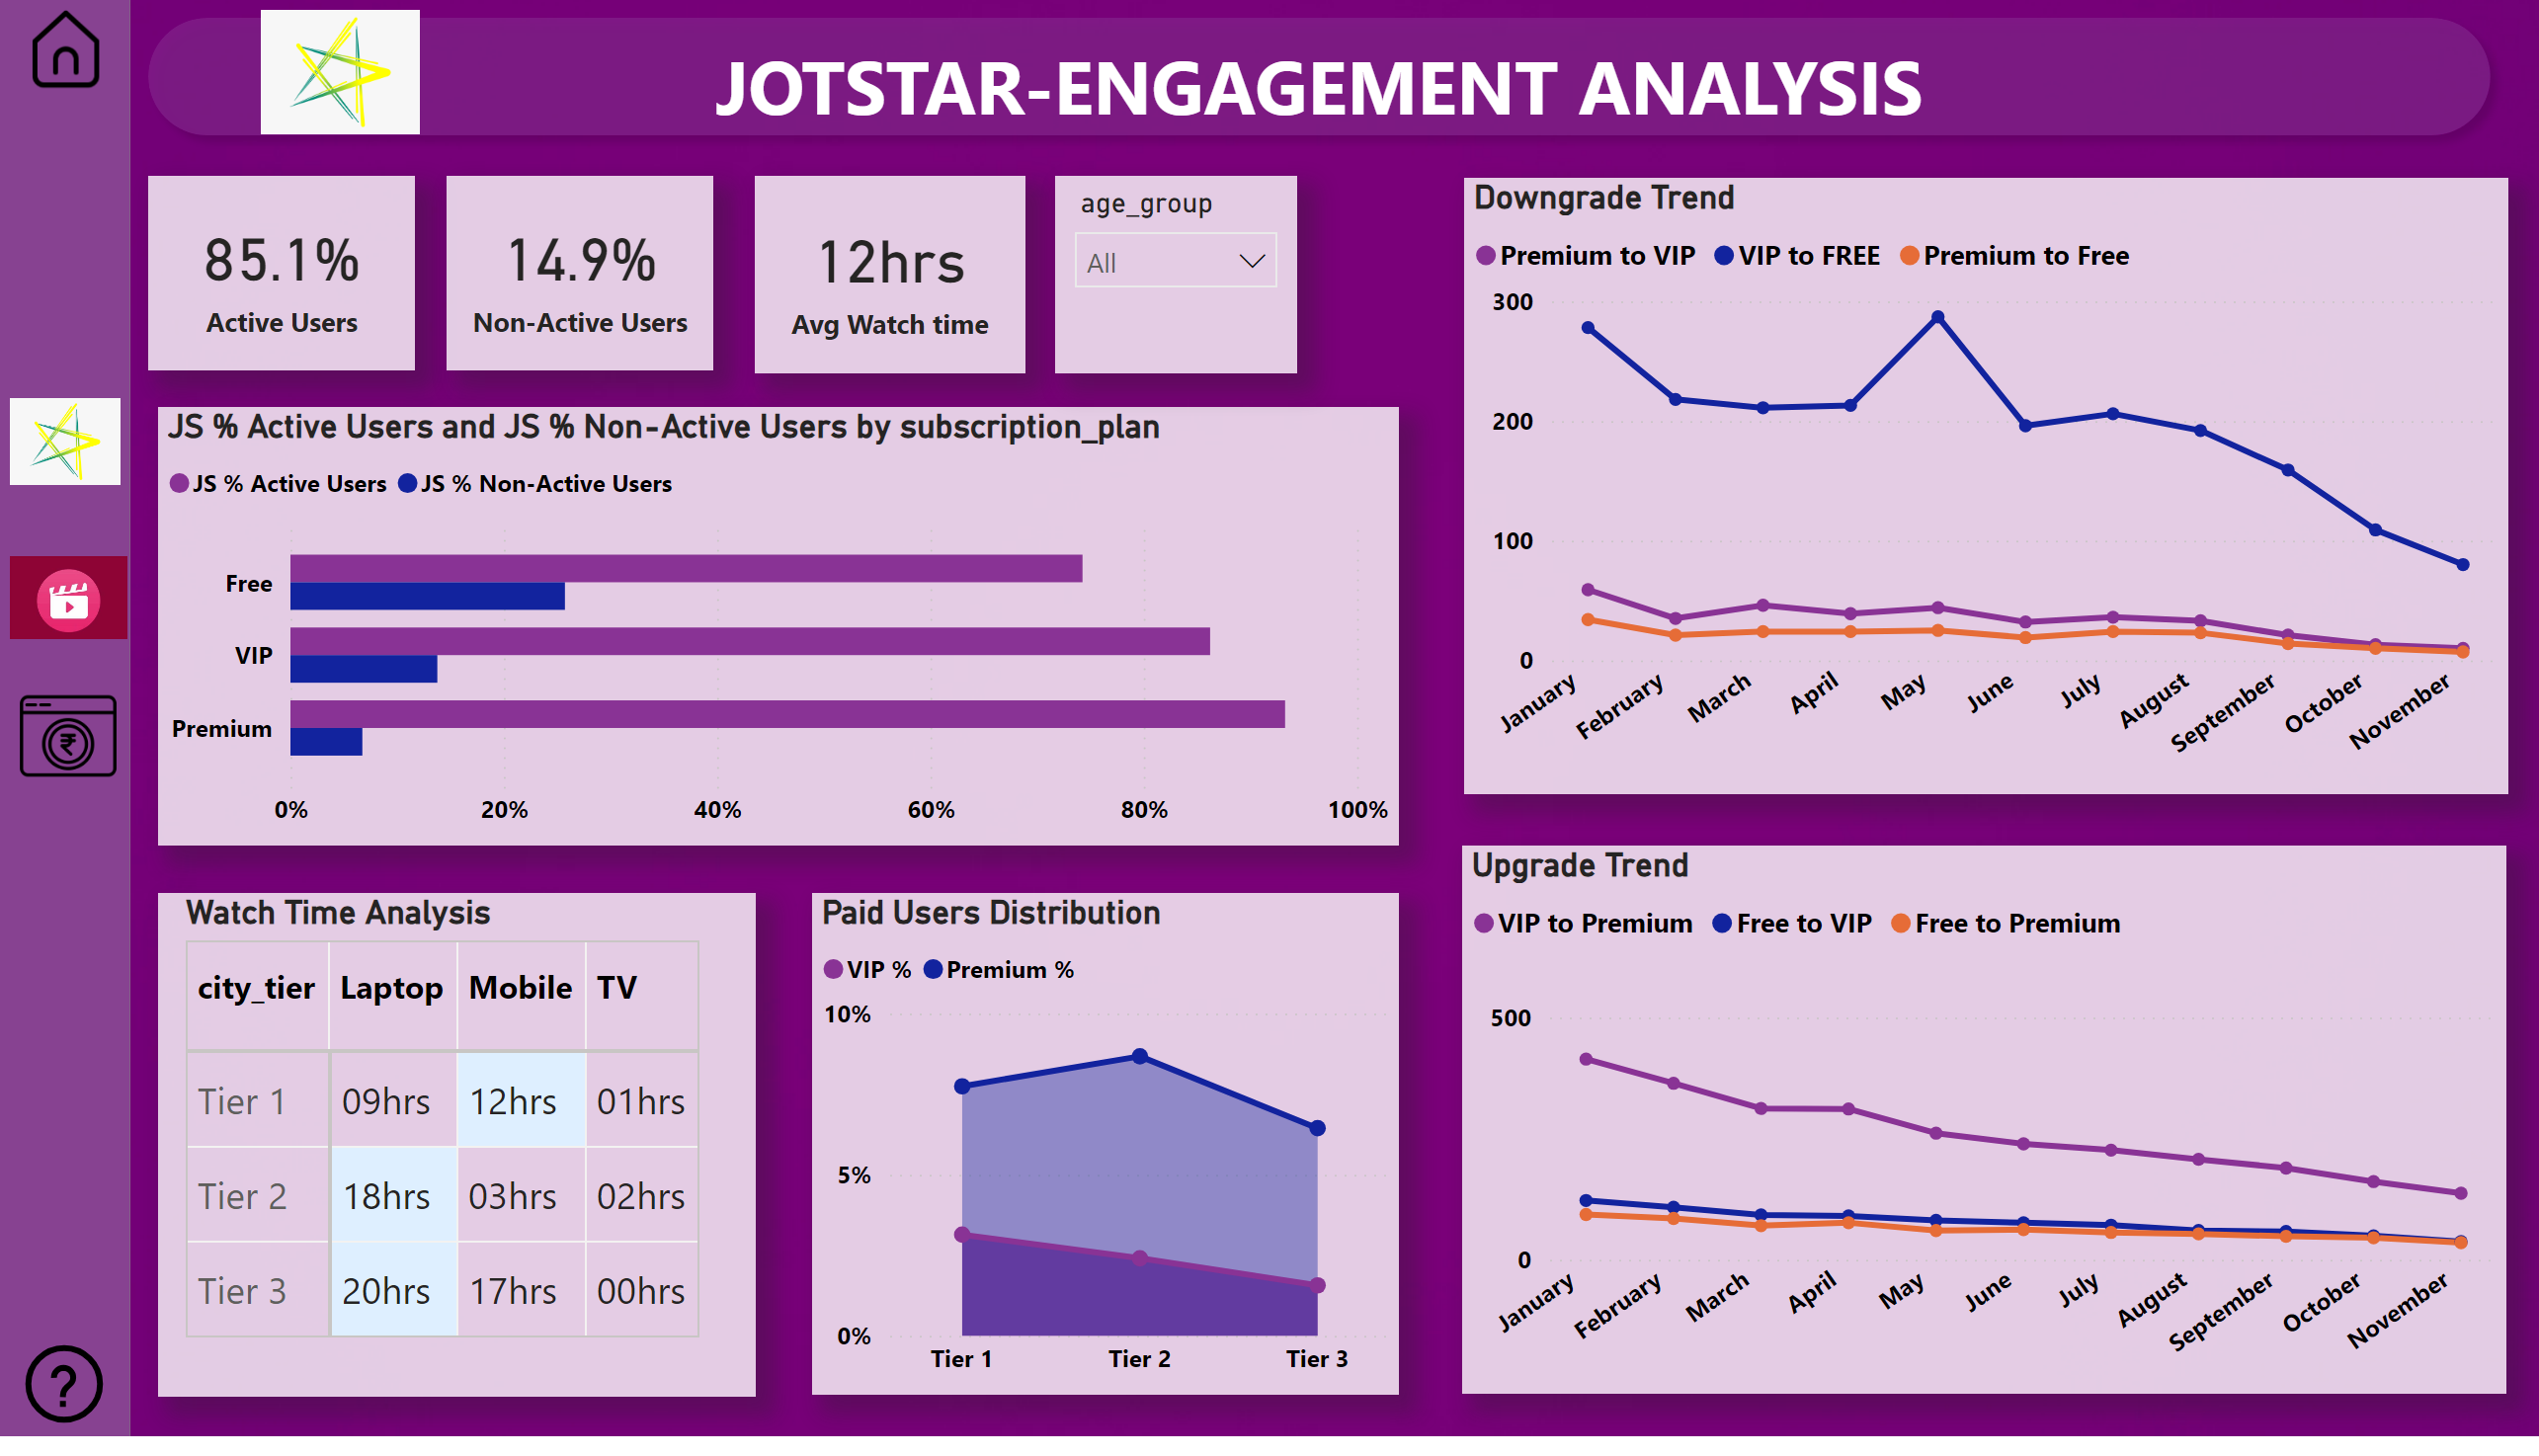 JOTSTAR-ENGAGEMENT ANALYSIS
85.1%
Active Users
14.9%
Non-Active Users
12hrs
Avg Watch time
age_group
All
JS % Active Users and JS % Non-Active Users by subscription_plan
JS % Active Users JS % Non-Active Users
Free
VIP
Premium
0% 20% 40% 60% 80% 100%
Watch Time Analysis
city_tier Laptop Mobile TV
Tier 1 09hrs 12hrs 01hrs
Tier 2 18hrs 03hrs 02hrs
Tier 3 20hrs 17hrs 00hrs
Paid Users Distribution
VIP % Premium %
10%
5%
0%
Tier 1 Tier 2 Tier 3
Downgrade Trend
Premium to VIP VIP to FREE Premium to Free
300
200
100
0
January February March April May June July August September October November
Upgrade Trend
VIP to Premium Free to VIP Free to Premium
500
0
January February March April May June July August September October November
₹
?